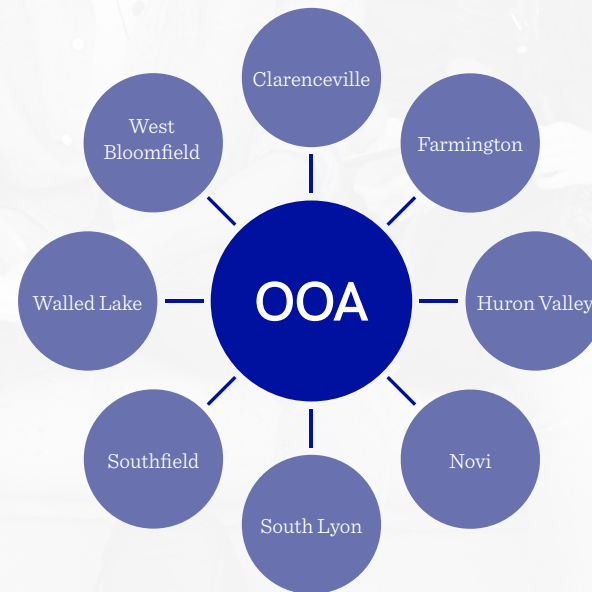 Clarenceville
West
Bloomfield
Farmington
OOA
Walled Lake
Huron Valley
Southfield
Novi
South Lyon